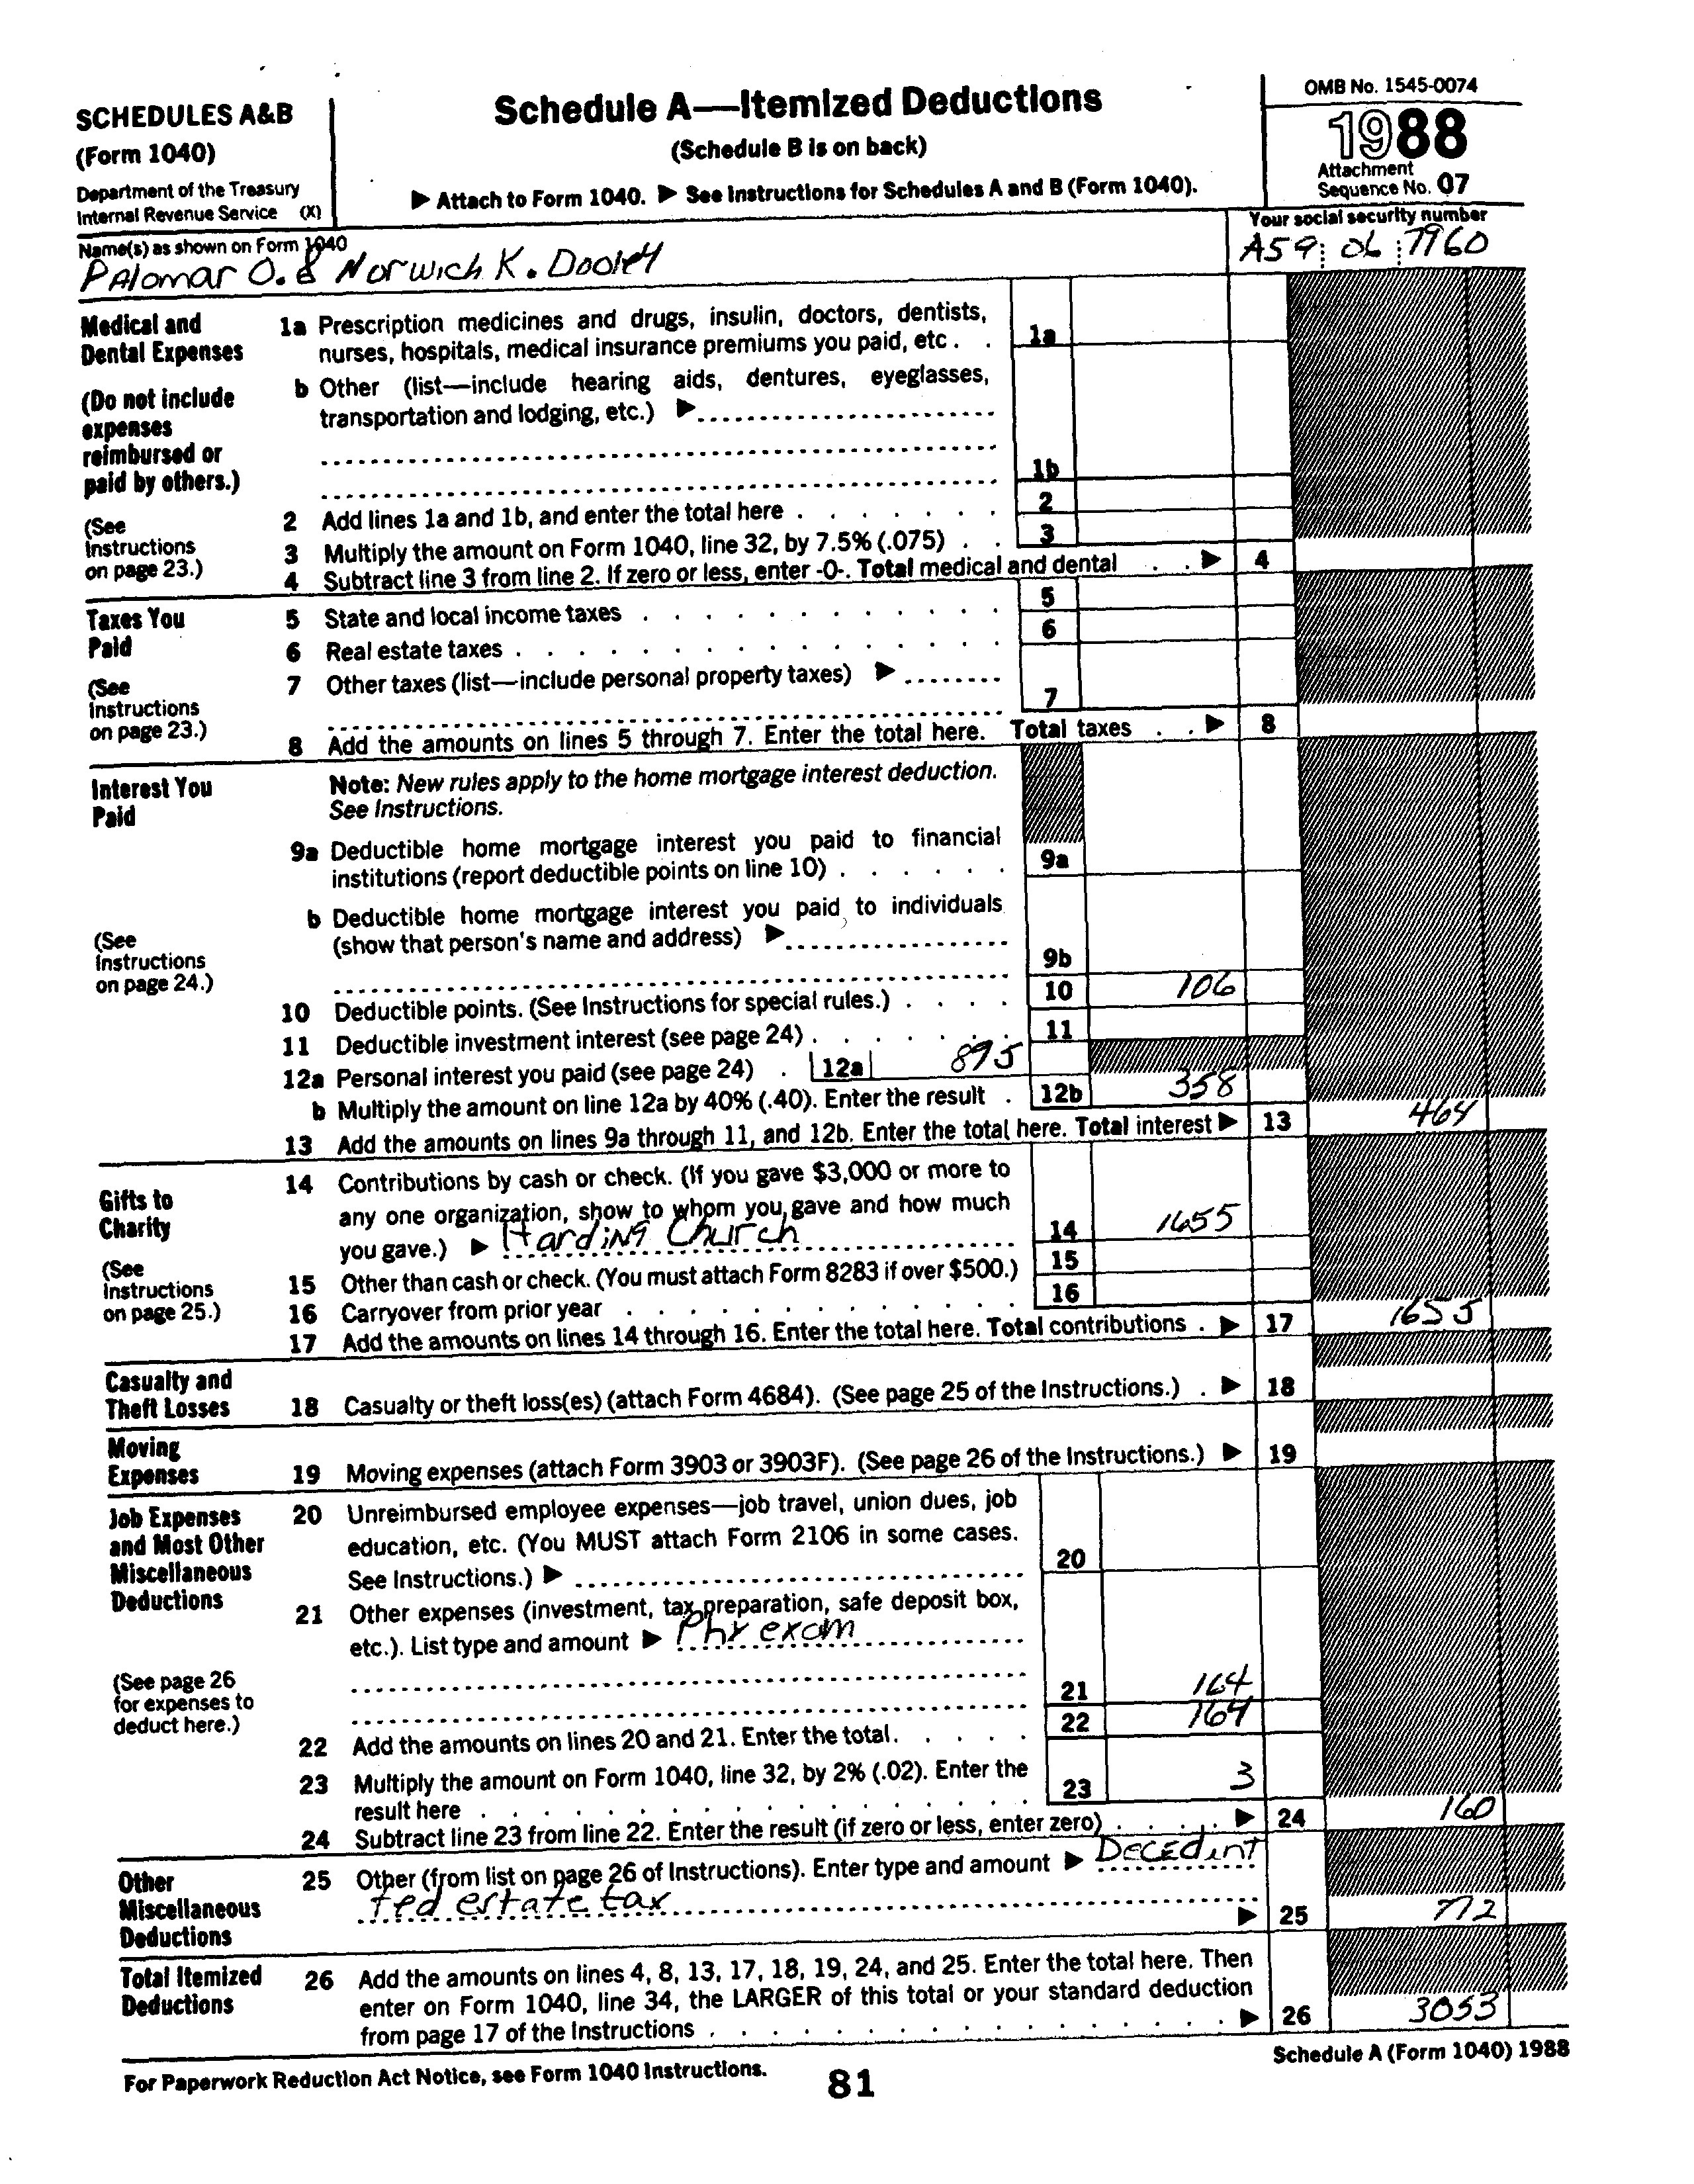 SCHEDULES A&B
(Form 1040)
Department of the Treasury
Internal Revenue Service (X)
Schedule A—Itemized Deductions
(Schedule B is on back)
▶ Attach to Form 1040. ▶ See Instructions for Schedules A and B (Form 1040).
OMB No. 1545-0074
1988
Attachment
Sequence No. 07
Name(s) as shown on Form 1040
Palomar O. & Norwich K. Dooley
Your social security number
A59 06 7960
Medical and
Dental Expenses
(Do not include
expenses
reimbursed or
paid by others.)
(See
Instructions
on page 23.)
1a Prescription medicines and drugs, insulin, doctors, dentists,
nurses, hospitals, medical insurance premiums you paid, etc . . 1a
b Other (list—include hearing aids, dentures, eyeglasses,
transportation and lodging, etc.) ▶
1b
2 Add lines 1a and 1b, and enter the total here . . . . . . . 2
3 Multiply the amount on Form 1040, line 32, by 7.5% (.075) . . 3
4 Subtract line 3 from line 2. If zero or less, enter -0-. Total medical and dental . . ▶ 4
Taxes You
Paid
(See
Instructions
on page 23.)
5 State and local income taxes . . . . . . . . . . . 5
6 Real estate taxes . . . . . . . . . . . . . . 6
7 Other taxes (list—include personal property taxes) ▶
7
8 Add the amounts on lines 5 through 7. Enter the total here. Total taxes . . ▶ 8
Interest You
Paid
(See
Instructions
on page 24.)
Note: New rules apply to the home mortgage interest deduction.
See Instructions.
9a Deductible home mortgage interest you paid to financial
institutions (report deductible points on line 10) . . . . . . 9a
b Deductible home mortgage interest you paid to individuals
(show that person's name and address) ▶
9b
10 Deductible points. (See Instructions for special rules.) . . . . 10 106
11 Deductible investment interest (see page 24) . . . . . . . 11
12a Personal interest you paid (see page 24) . 12a 895
b Multiply the amount on line 12a by 40% (.40). Enter the result . 12b 358
13 Add the amounts on lines 9a through 11, and 12b. Enter the total here. Total interest ▶ 13 464
Gifts to
Charity
(See
Instructions
on page 25.)
14 Contributions by cash or check. (If you gave $3,000 or more to
any one organization, show to whom you gave and how much
you gave.) ▶ Harding Church 14 1655
15 Other than cash or check. (You must attach Form 8283 if over $500.) 15
16 Carryover from prior year . . . . . . . . . . . . . 16
17 Add the amounts on lines 14 through 16. Enter the total here. Total contributions . ▶ 17 1655
Casualty and
Theft Losses
18 Casualty or theft loss(es) (attach Form 4684). (See page 25 of the Instructions.) . ▶ 18
Moving
Expenses
19 Moving expenses (attach Form 3903 or 3903F). (See page 26 of the Instructions.) ▶ 19
Job Expenses
and Most Other
Miscellaneous
Deductions
(See page 26
for expenses to
deduct here.)
20 Unreimbursed employee expenses—job travel, union dues, job
education, etc. (You MUST attach Form 2106 in some cases.
See Instructions.) ▶ 20
21 Other expenses (investment, tax preparation, safe deposit box,
etc.). List type and amount ▶ Phy exam
21 164
22 Add the amounts on lines 20 and 21. Enter the total. . . . . 22 164
23 Multiply the amount on Form 1040, line 32, by 2% (.02). Enter the
result here . . . . . . . . . . . . . . . . 23 3
24 Subtract line 23 from line 22. Enter the result (if zero or less, enter zero) . . . . . ▶ 24 160
Other
Miscellaneous
Deductions
25 Other (from list on page 26 of Instructions). Enter type and amount ▶ Decedint
fed estate tax
▶ 25 772
Total Itemized
Deductions
26 Add the amounts on lines 4, 8, 13, 17, 18, 19, 24, and 25. Enter the total here. Then
enter on Form 1040, line 34, the LARGER of this total or your standard deduction
from page 17 of the Instructions . . . . . . . . . . . . . . . . ▶ 26 3053
For Paperwork Reduction Act Notice, see Form 1040 Instructions.
81
Schedule A (Form 1040) 1988